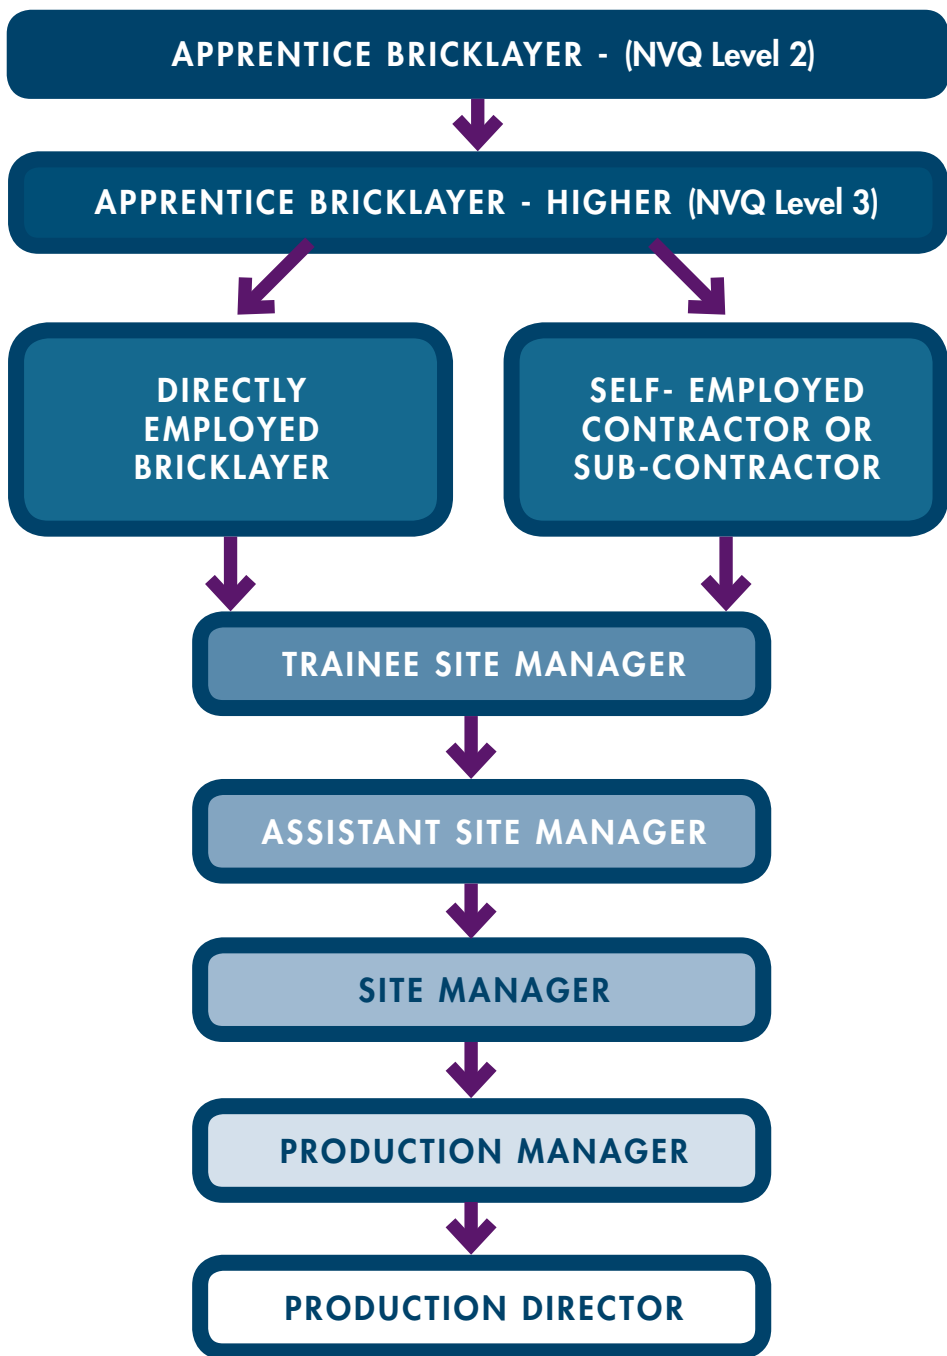 APPRENTICE BRICKLAYER - (NVQ Level 2)
APPRENTICE BRICKLAYER - HIGHER (NVQ Level 3)
DIRECTLY
EMPLOYED
BRICKLAYER
SELF- EMPLOYED
CONTRACTOR OR
SUB-CONTRACTOR
TRAINEE SITE MANAGER
ASSISTANT SITE MANAGER
SITE MANAGER
PRODUCTION MANAGER
PRODUCTION DIRECTOR